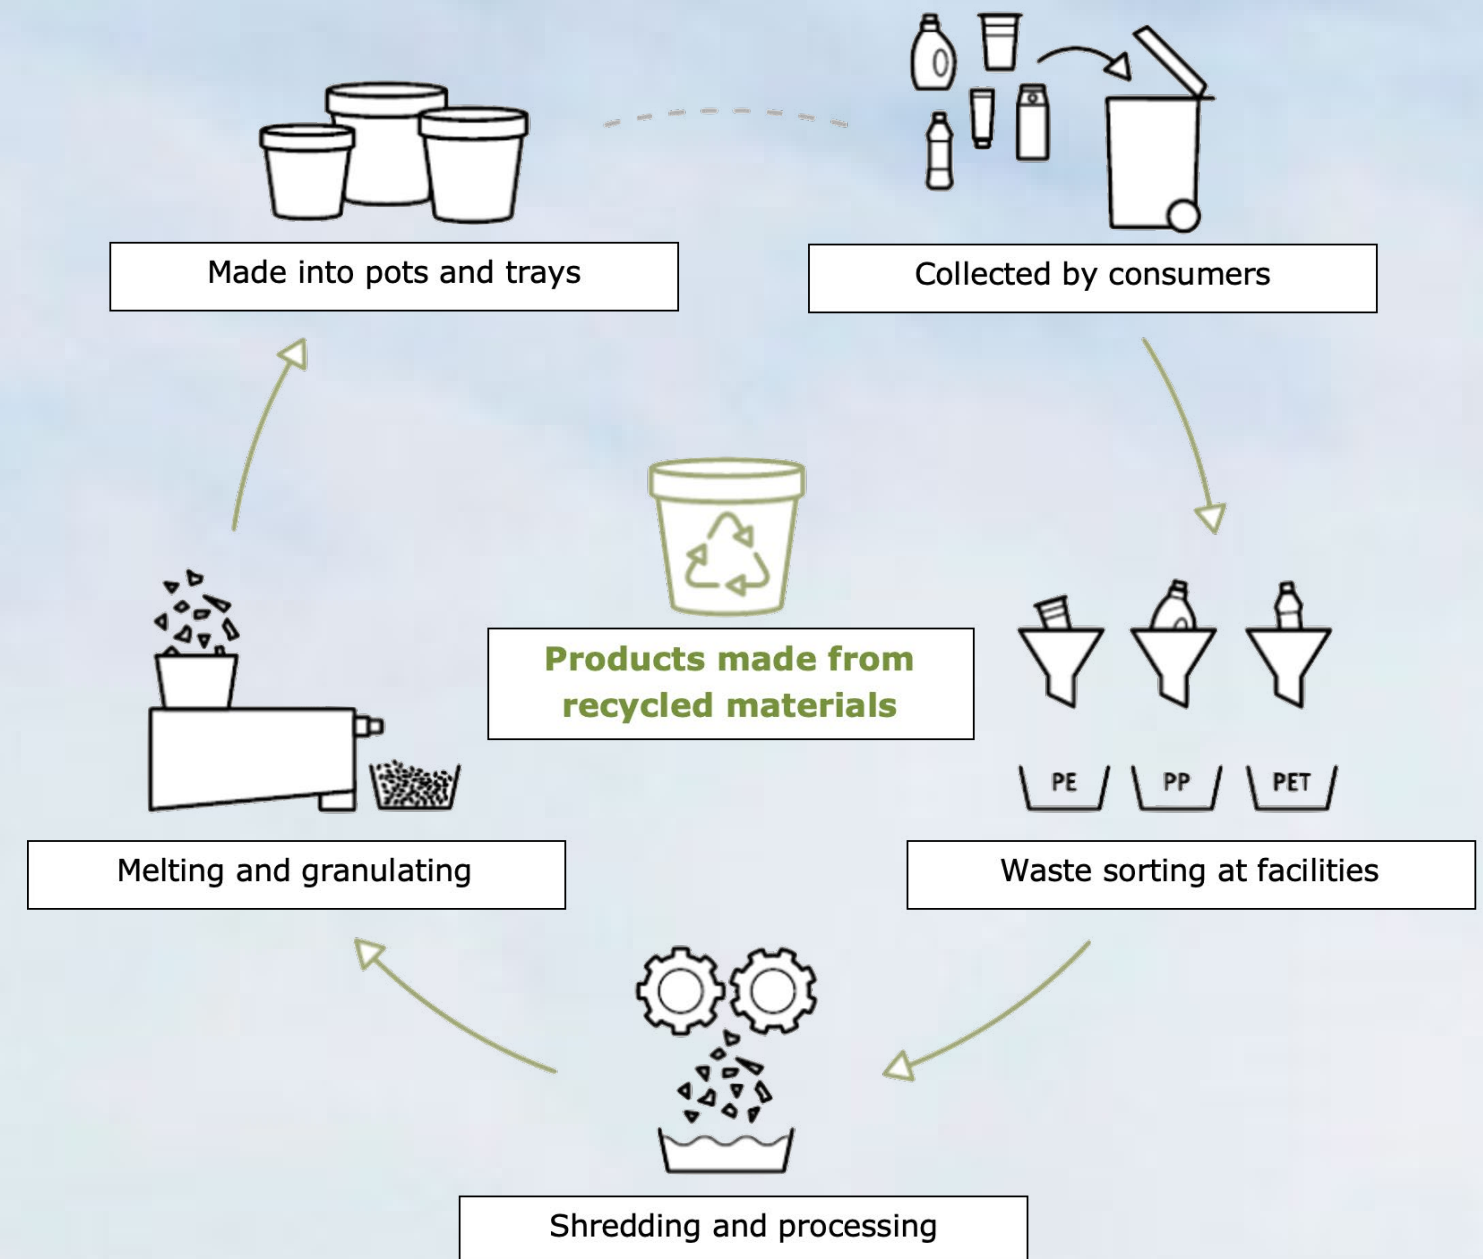 Made into pots and trays
Collected by consumers
Products made from
recycled materials
PE
PP
PET
Melting and granulating
Waste sorting at facilities
Shredding and processing